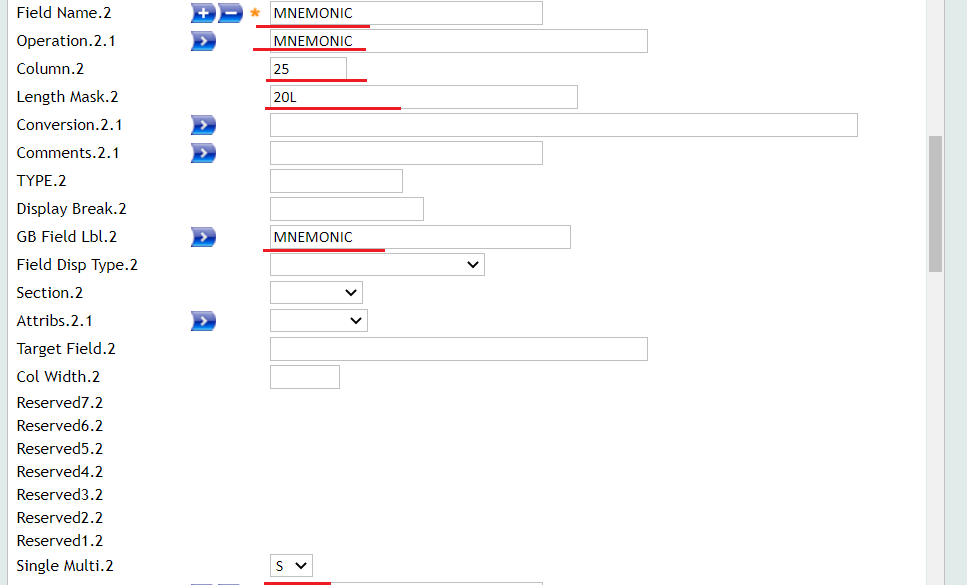 Field Name.2 MNEMONIC
Operation.2.1 MNEMONIC
Column.2 25
Length Mask.2 20L
Conversion.2.1
Comments.2.1
TYPE.2
Display Break.2
GB Field Lbl.2 MNEMONIC
Field Disp Type.2
Section.2
Attribs.2.1
Target Field.2
Col Width.2
Reserved7.2
Reserved6.2
Reserved5.2
Reserved4.2
Reserved3.2
Reserved2.2
Reserved1.2
Single Multi.2 S